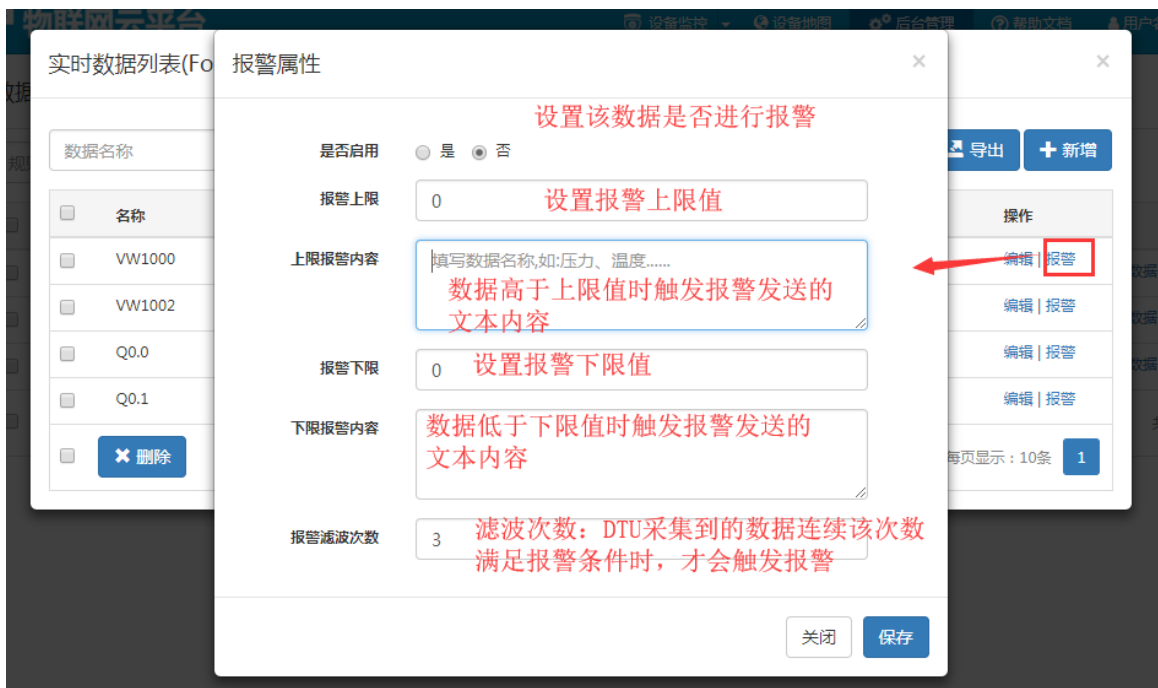 物联网云平台
设备监控 设备地图 后台管理 帮助文档 用户名
实时数据列表(Fo
报警属性
× ×
设置该数据是否进行报警
数据名称
是否启用 是 否
导出 新增
报警上限 0 设置报警上限值
名称 操作
VW1000 编辑 | 报警
上限报警内容 填写数据名称,如:压力、温度......
数据高于上限值时触发报警发送的
文本内容
VW1002 编辑 | 报警
Q0.0 编辑 | 报警
报警下限 0 设置报警下限值
Q0.1 编辑 | 报警
下限报警内容 数据低于下限值时触发报警发送的
文本内容
删除
每页显示：10条 1
报警滤波次数 3 滤波次数：DTU采集到的数据连续该次数
满足报警条件时，才会触发报警
关闭 保存